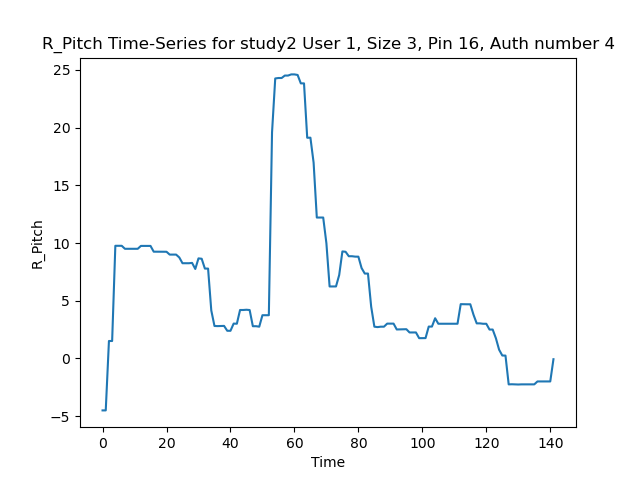 R_Pitch Time-Series for study2 User 1, Size 3, Pin 16, Auth number 4
25
20
15
10
5
0
−5
R_Pitch
0 20 40 60 80 100 120 140
Time